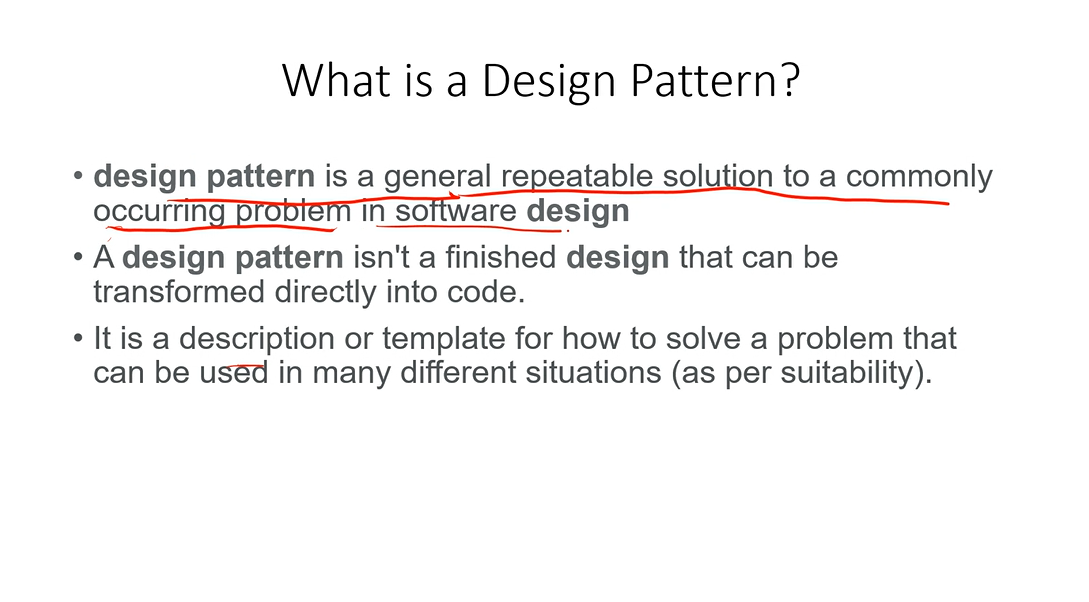 What is a Design Pattern?
• design pattern is a general repeatable solution to a commonly
occurring problem in software design
• A design pattern isn't a finished design that can be
transformed directly into code.
• It is a description or template for how to solve a problem that
can be used in many different situations (as per suitability).